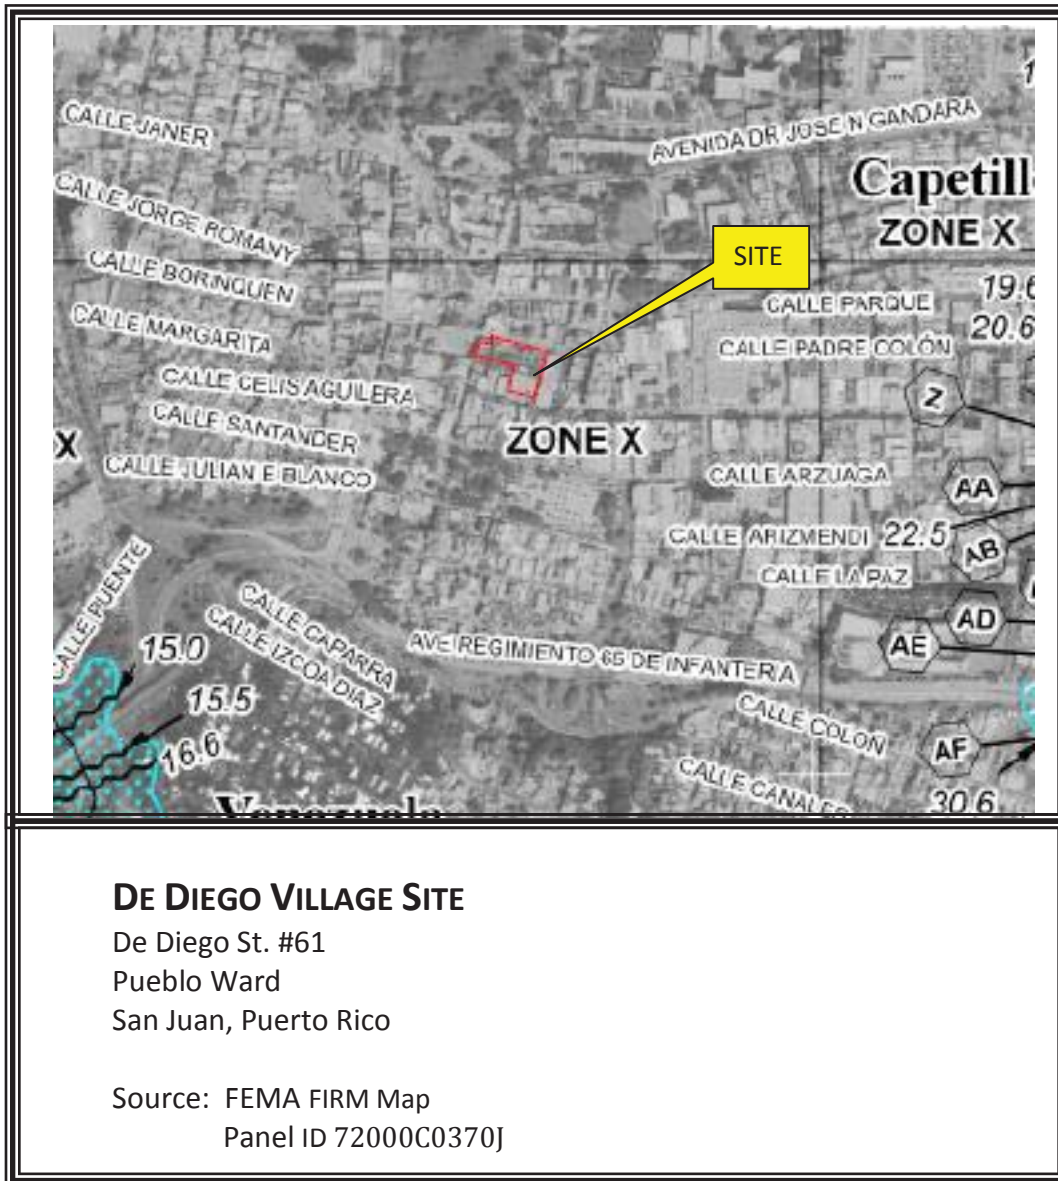 CALLE JANER
AVENIDA DR JOSE N GANDARA
Capetill
ZONE X
CALLE JORGE ROMANY
SITE
CALLE BORINQUEN
CALLE PARQUE
19.6
20.6
CALLE MARGARITA
CALLE PADRE COLÓN
CALLE CELIS AGUILERA
Z
CALLE SANTANDER
ZONE X
X
CALLE JULIAN E BLANCO
CALLE ARZUAGA
AA
CALLE ARIZMENDI 22.5
AB
CALLE LA PAZ
CALLE PUENTE
CALLE CAPARRA
CALLE IZCOA DIAZ
AD
AE
AVE REGIMIENTO 65 DE INFANTERIA
15.0
15.5
16.6
CALLE COLON
AF
CALLE CANALES
30.6
Venezuela
DE DIEGO VILLAGE SITE
De Diego St. #61
Pueblo Ward
San Juan, Puerto Rico
Source: FEMA FIRM Map
Panel ID 72000C0370J